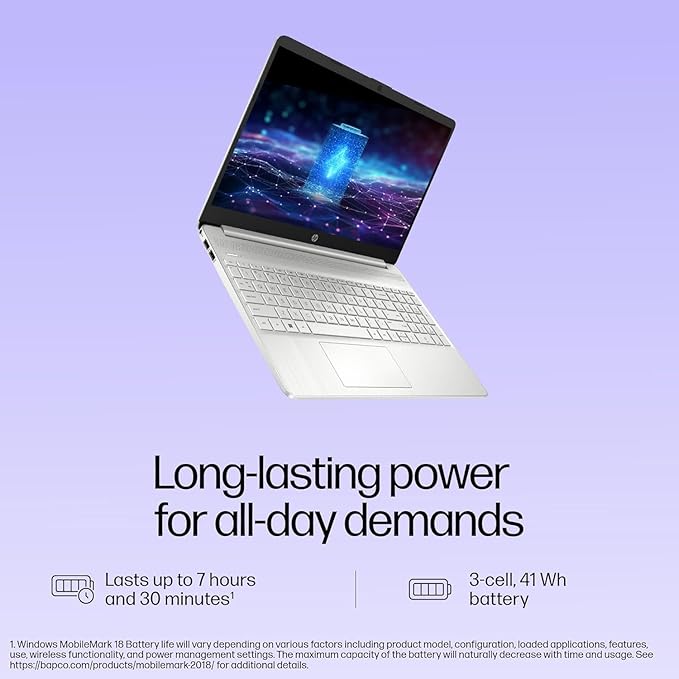 hp
Long-lasting power
for all-day demands
Lasts up to 7 hours
and 30 minutes¹
3-cell, 41 Wh
battery
1. Windows MobileMark 18 Battery life will vary depending on various factors including product model, configuration, loaded applications, features,
use, wireless functionality, and power management settings. The maximum capacity of the battery will naturally decrease with time and usage. See
https://bapco.com/products/mobilemark-2018/ for additional details.